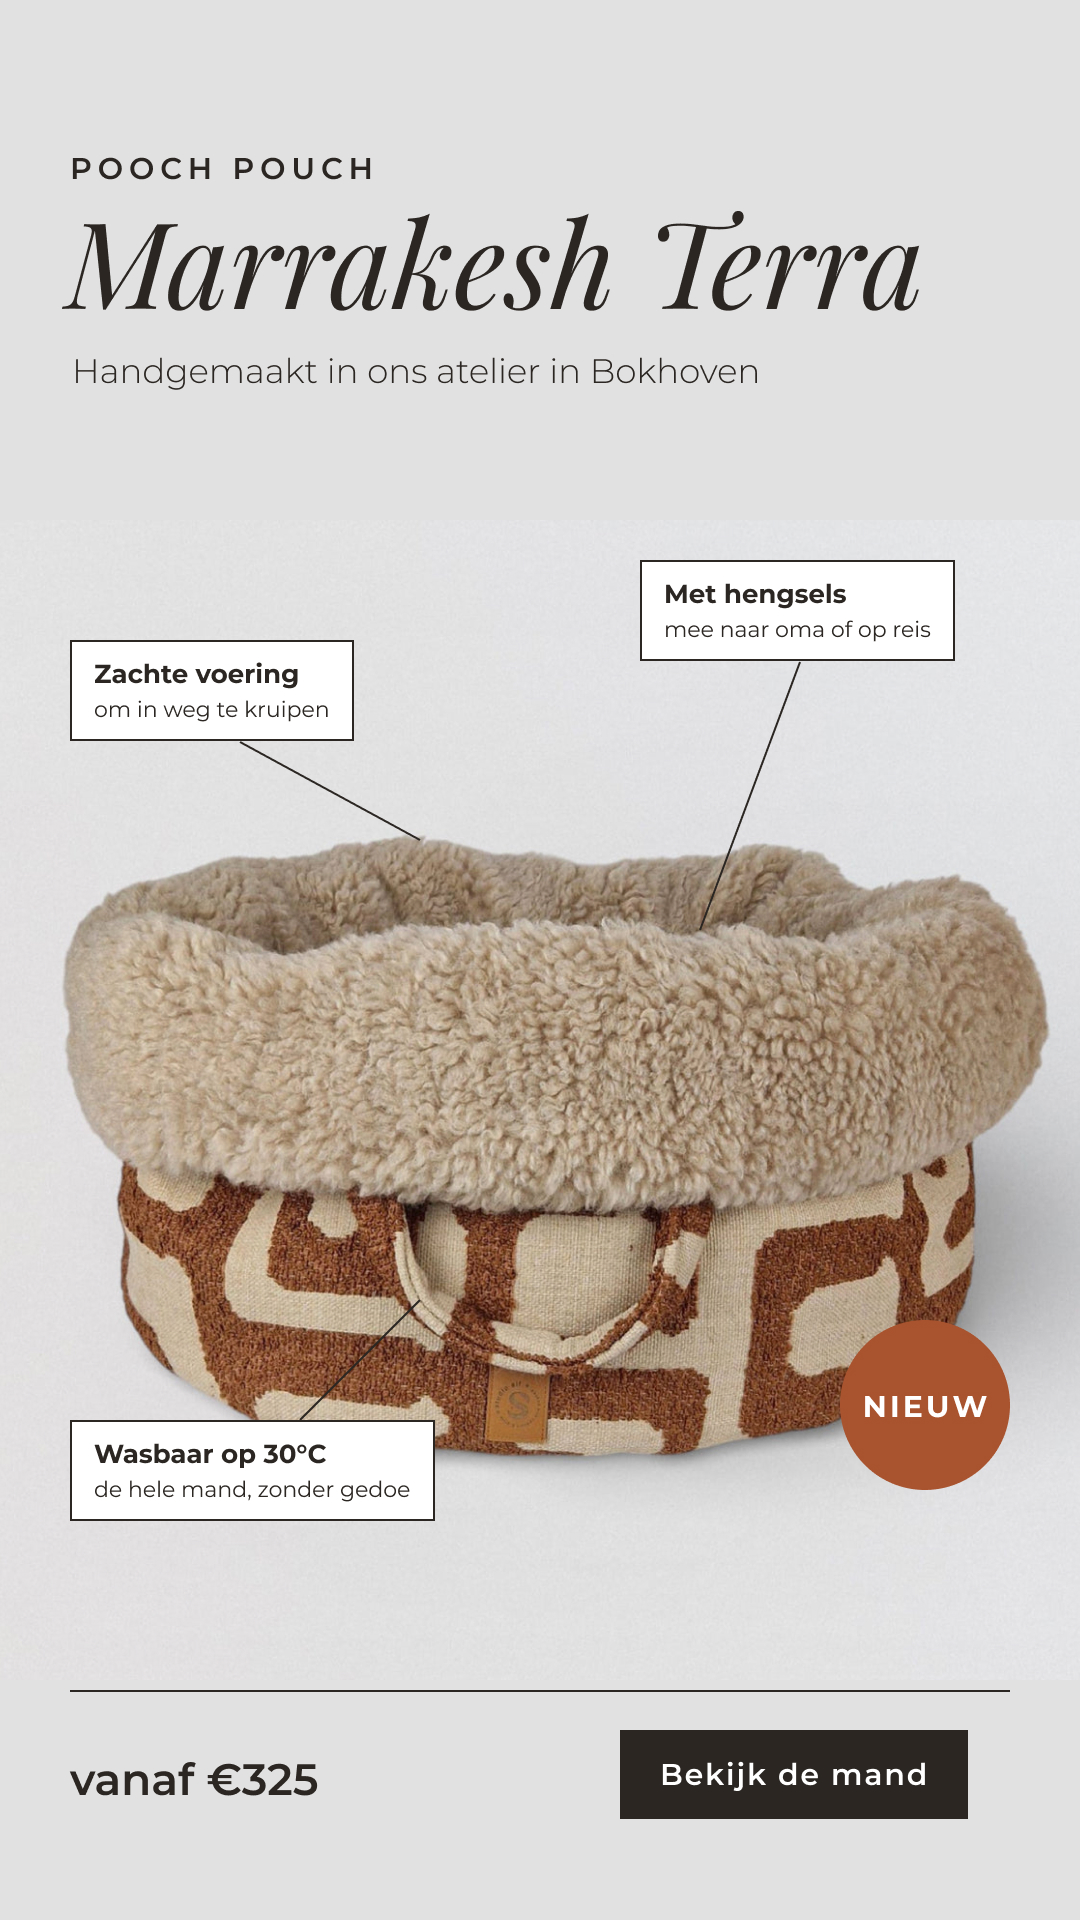 POOCH POUCH
Marrakesh Terra
Handgemaakt in ons atelier in Bokhoven
Met hengsels
mee naar oma of op reis
Zachte voering
om in weg te kruipen
NIEUW
Wasbaar op 30°C
de hele mand, zonder gedoe
vanaf €325
Bekijk de mand